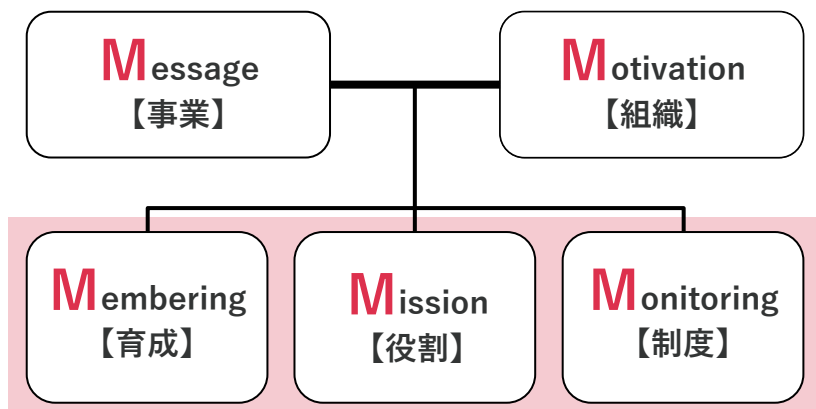 Message
【事業】
Motivation
【組織】
Membering
【育成】
Mission
【役割】
Monitoring
【制度】